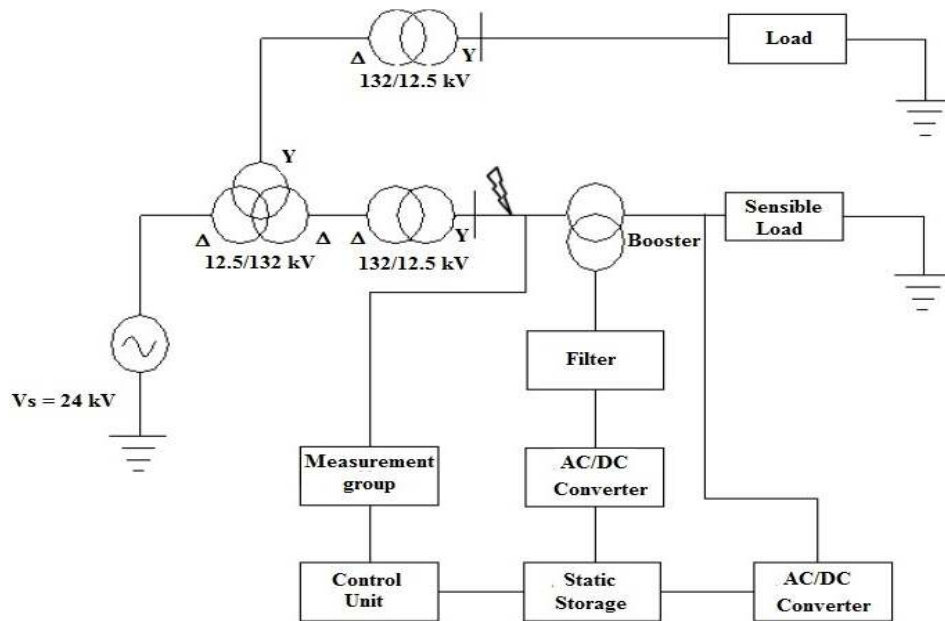 Δ
Y
132/12.5 kV
Load
Y
Δ
Δ
12.5/132 kV
Δ
Y
132/12.5 kV
Booster
Sensible
Load
Vs = 24 kV
Filter
Measurement
group
AC/DC
Converter
Control
Unit
Static
Storage
AC/DC
Converter